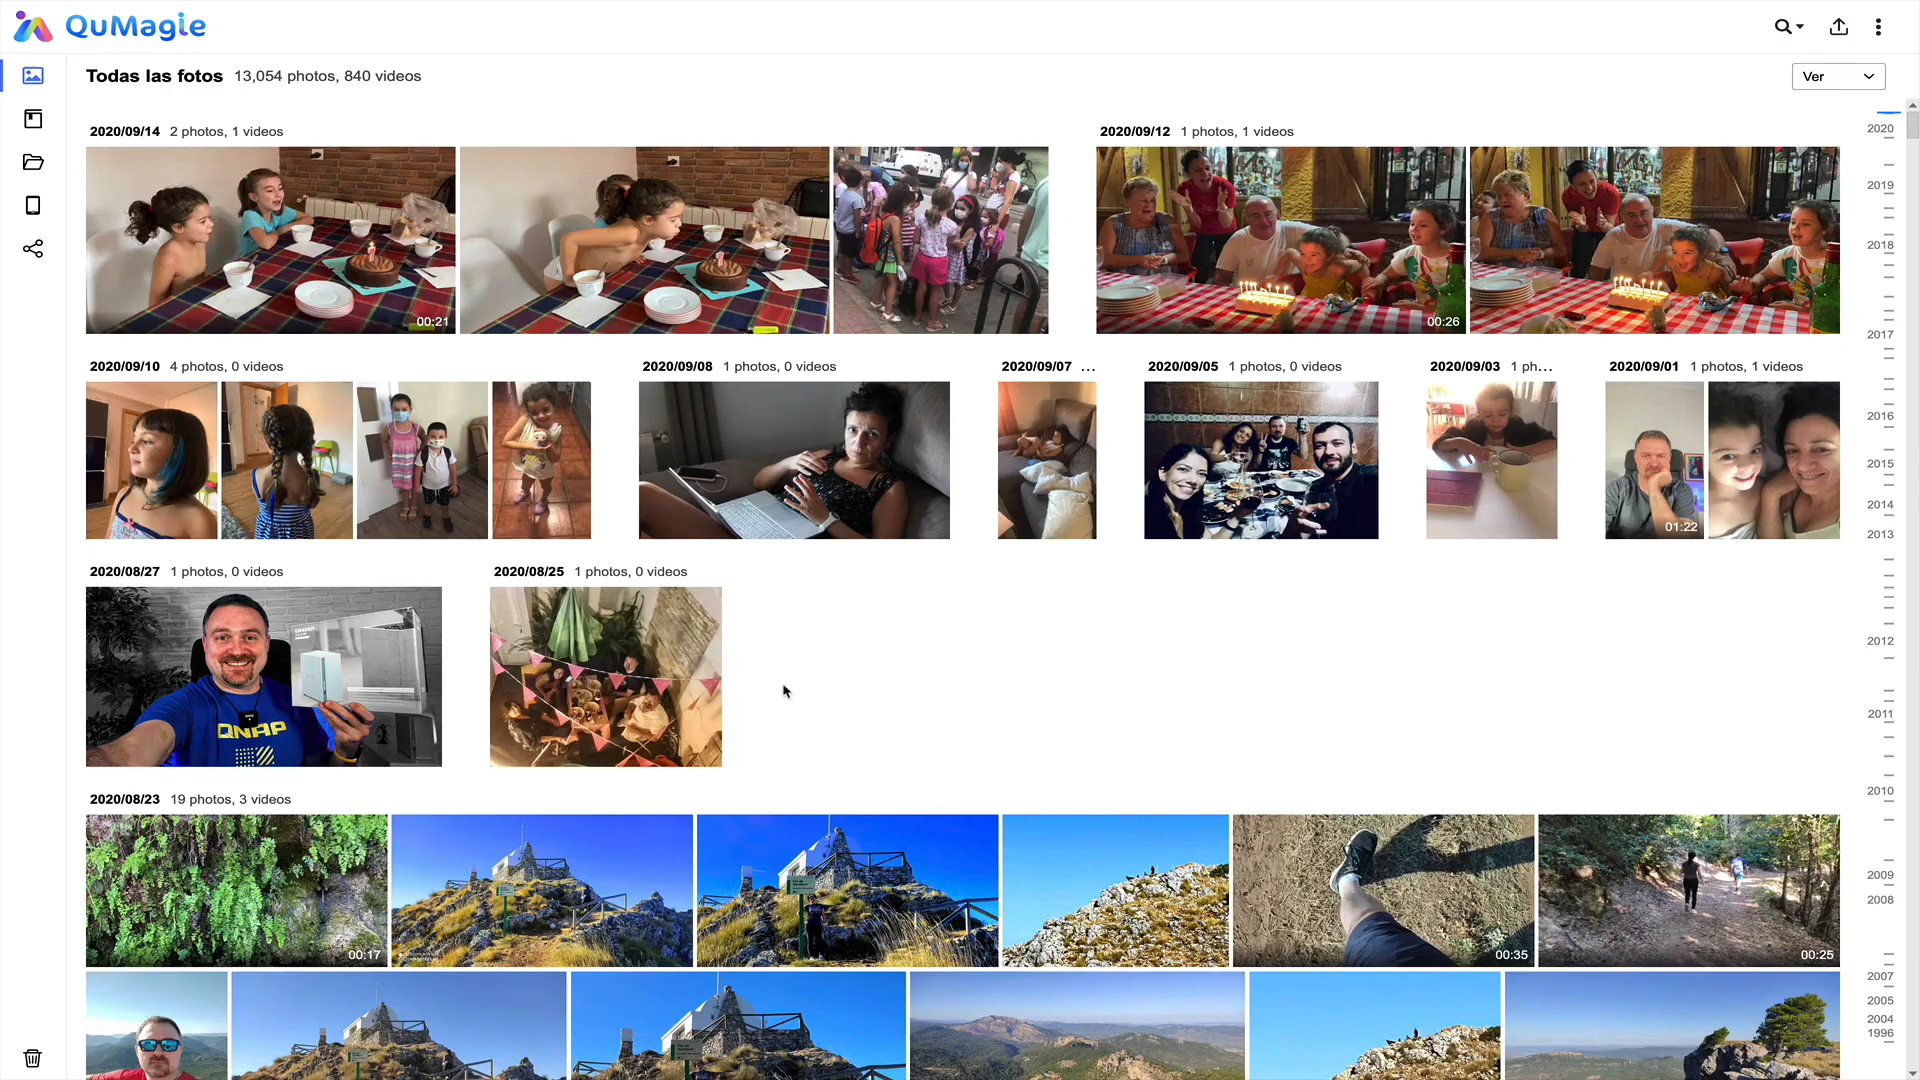 QuMagie
Todas las fotos 13,054 photos, 840 videos
Ver
2020/09/14 2 photos, 1 videos
2020/09/12 1 photos, 1 videos
00:21
00:26
2020/09/10 4 photos, 0 videos
2020/09/08 1 photos, 0 videos
2020/09/07 ...
2020/09/05 1 photos, 0 videos
2020/09/03 1 ph...
2020/09/01 1 photos, 1 videos
01:22
2020/08/27 1 photos, 0 videos
2020/08/25 1 photos, 0 videos
QNAP
QNAP
2020/08/23 19 photos, 3 videos
00:17
00:35
00:25
2020
2019
2018
2017
2016
2015
2014
2013
2012
2011
2010
2009
2008
2007
2005
2004
1996